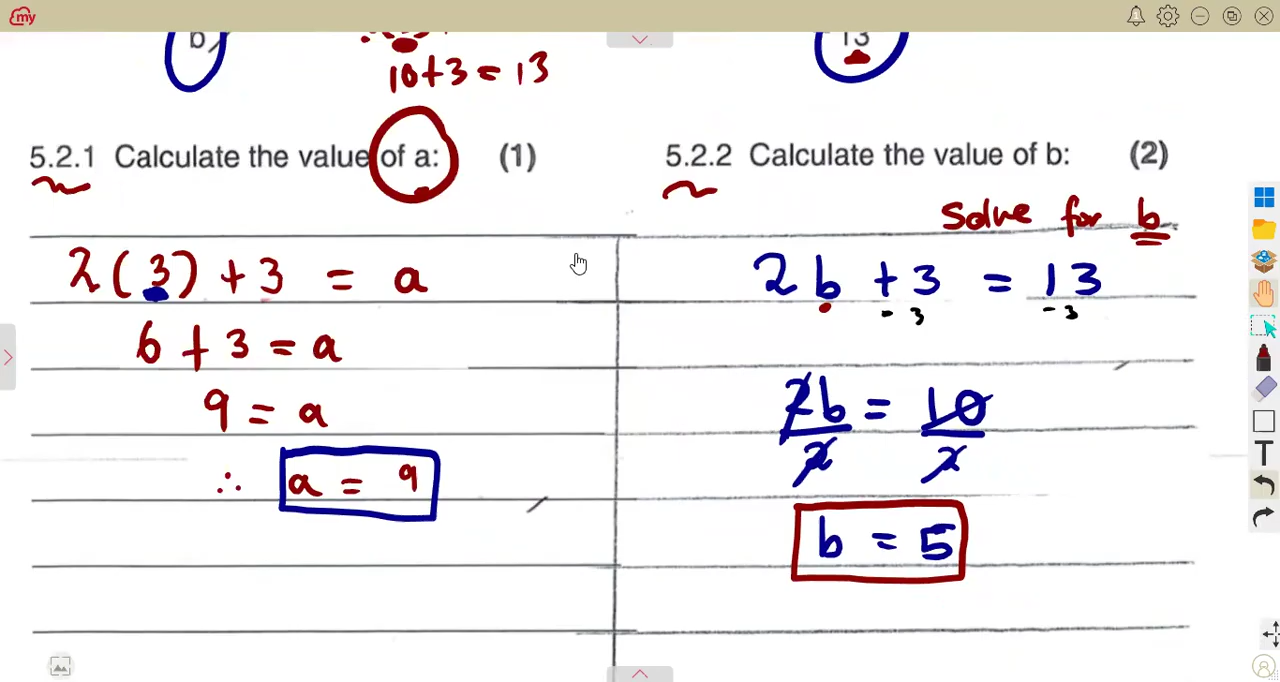 my
b
13
10+3 = 13
5.2.1 Calculate the value of a: (1)
2(3) + 3 = a
6 + 3 = a
9 = a
∴ a = 9
5.2.2 Calculate the value of b: (2)
Solve for b
2b + 3 = 13
- 3 - 3
2b = 10
2 2
b = 5
T